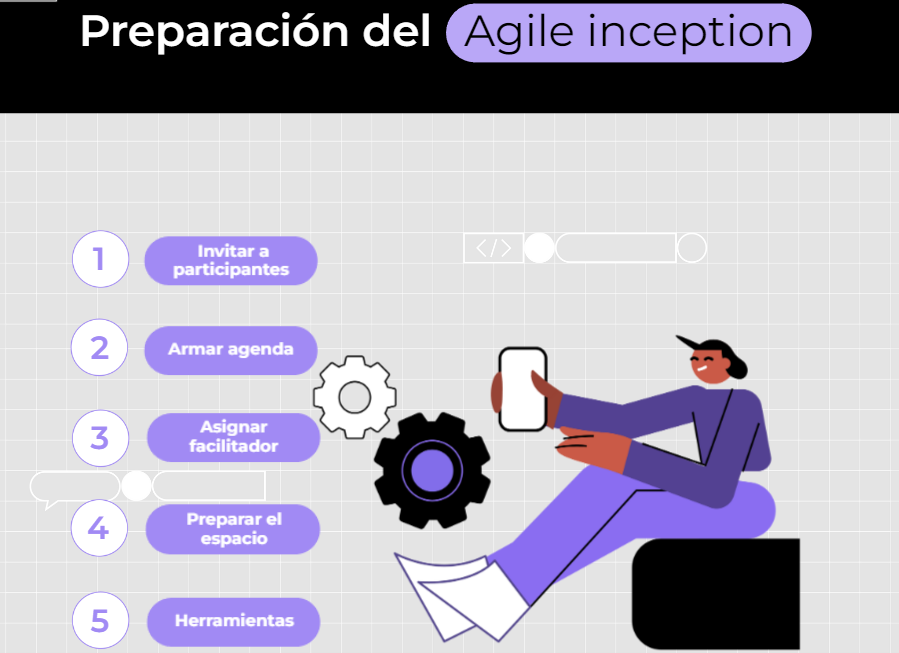 Preparación del Agile inception
</>
1
Invitar a
participantes
2
Armar agenda
3
Asignar
facilitador
4
Preparar el
espacio
5
Herramientas